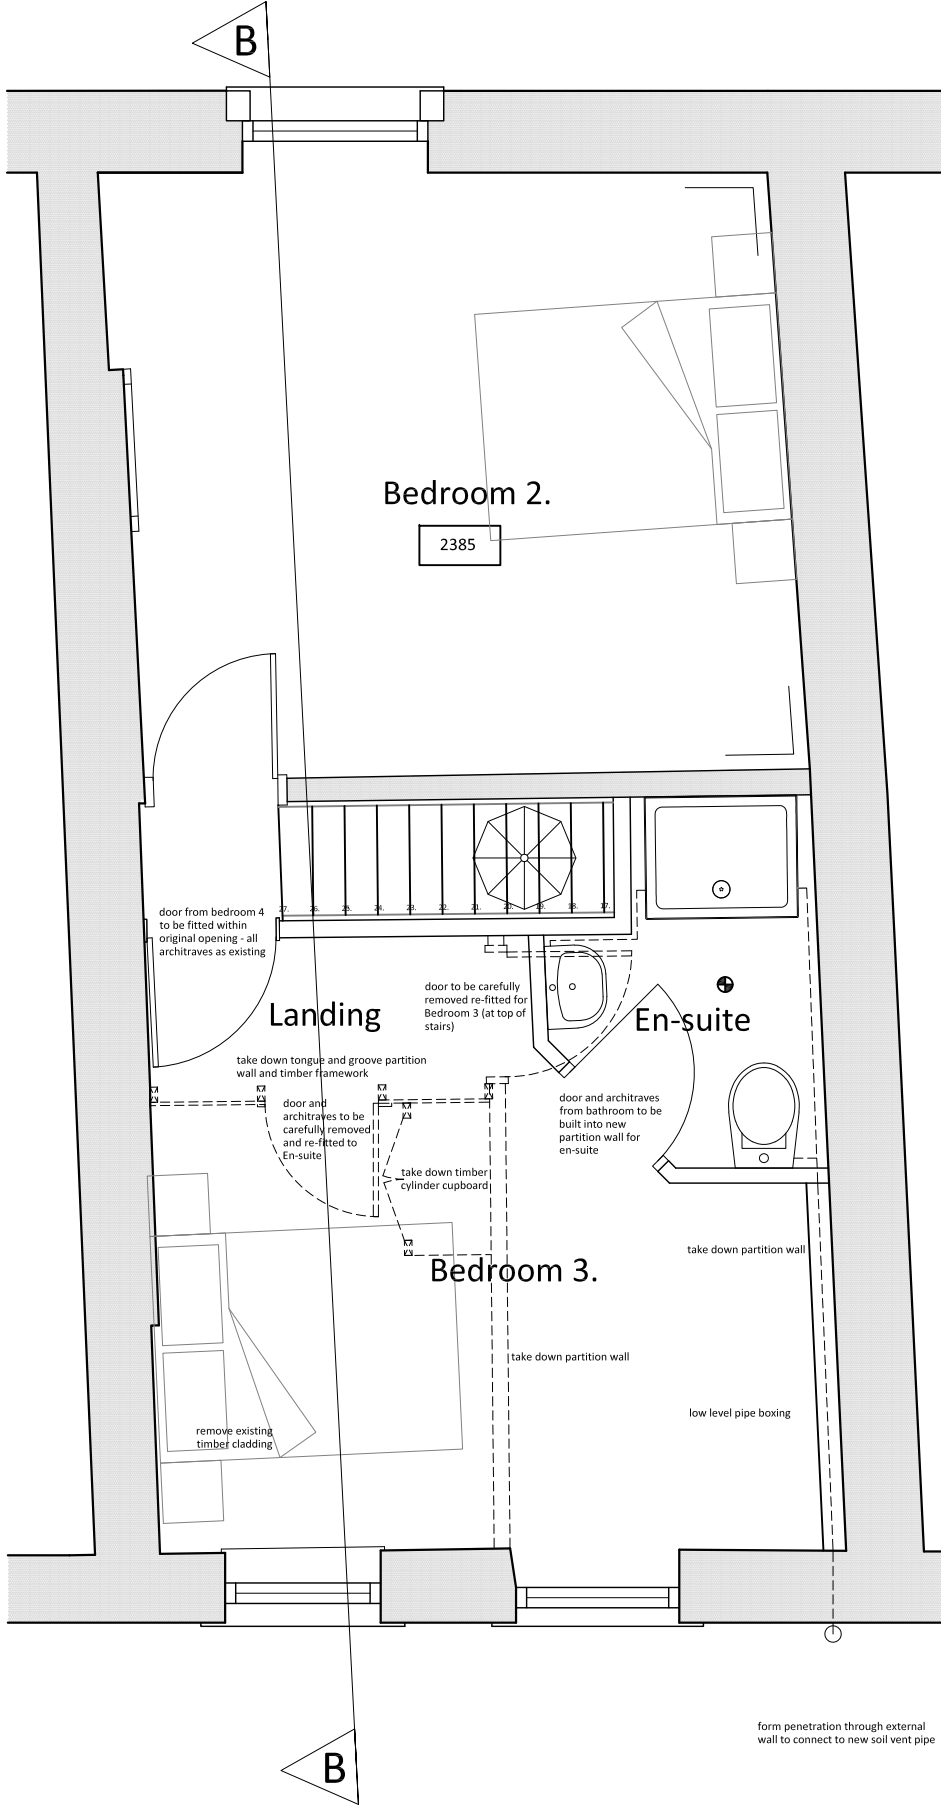 B
Bedroom 2.
2385
27. 26. 25. 24. 23. 22. 21. 20. 19. 18. 17.
door from bedroom 4
to be fitted within
original opening - all
architraves as existing
door to be carefully
removed re-fitted for
Bedroom 3 (at top of
stairs)
Landing
En-suite
take down tongue and groove partition
wall and timber framework
door and
architraves to be
carefully removed
and re-fitted to
En-suite
door and architraves
from bathroom to be
built into new
partition wall for
en-suite
take down timber
cylinder cupboard
take down partition wall
Bedroom 3.
take down partition wall
low level pipe boxing
remove existing
timber cladding
form penetration through external
wall to connect to new soil vent pipe
B